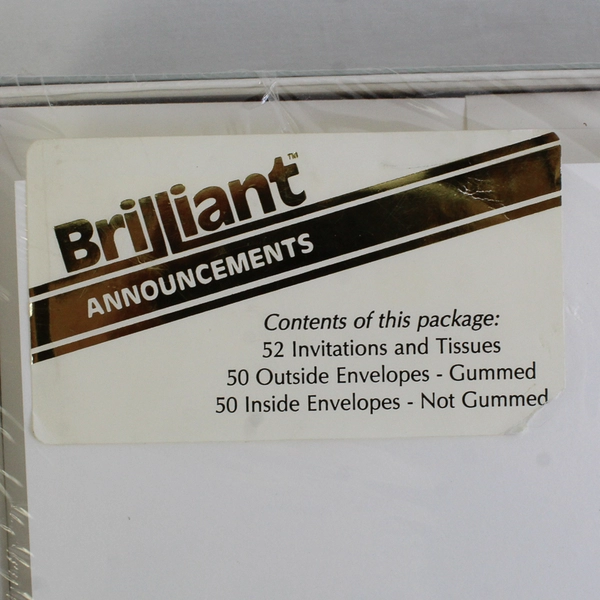 Brilliant™
ANNOUNCEMENTS
Contents of this package:
52 Invitations and Tissues
50 Outside Envelopes - Gummed
50 Inside Envelopes - Not Gummed